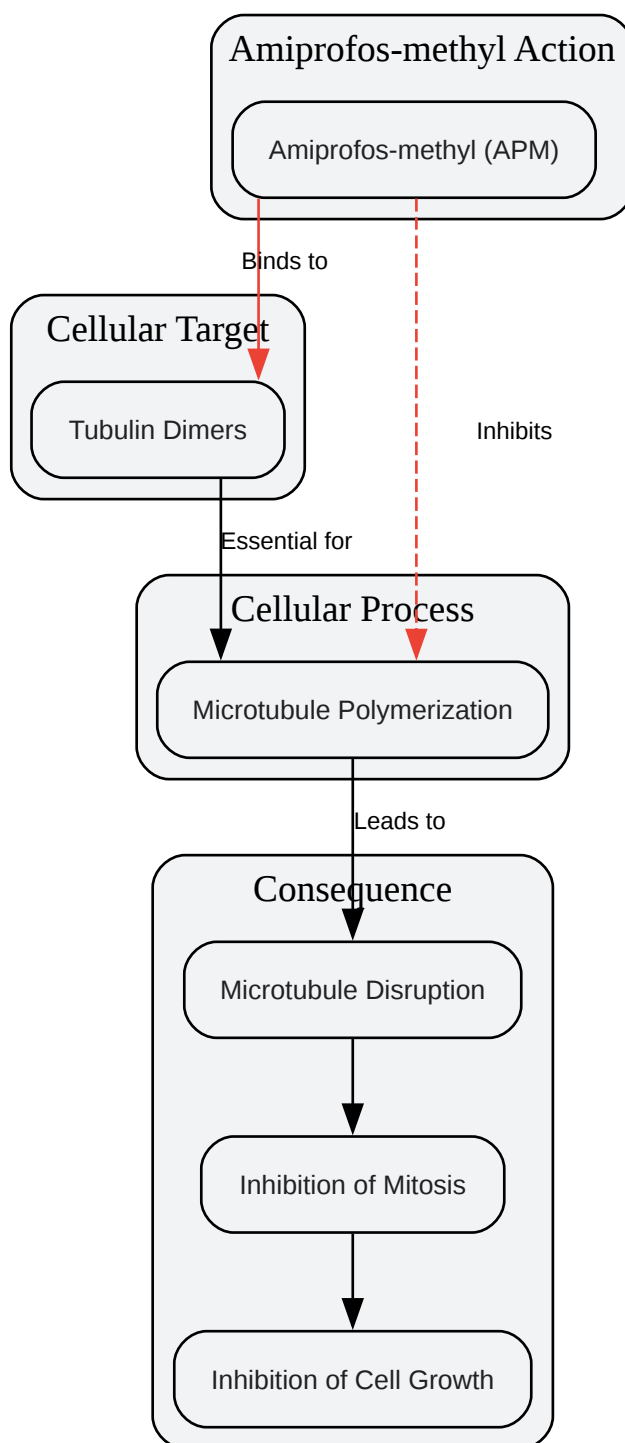 Amiprofos-methyl Action
Amiprofos-methyl (APM)
Binds to
Cellular Target
Tubulin Dimers
Inhibits
Essential for
Cellular Process
Microtubule Polymerization
Leads to
Consequence
Microtubule Disruption
Inhibition of Mitosis
Inhibition of Cell Growth